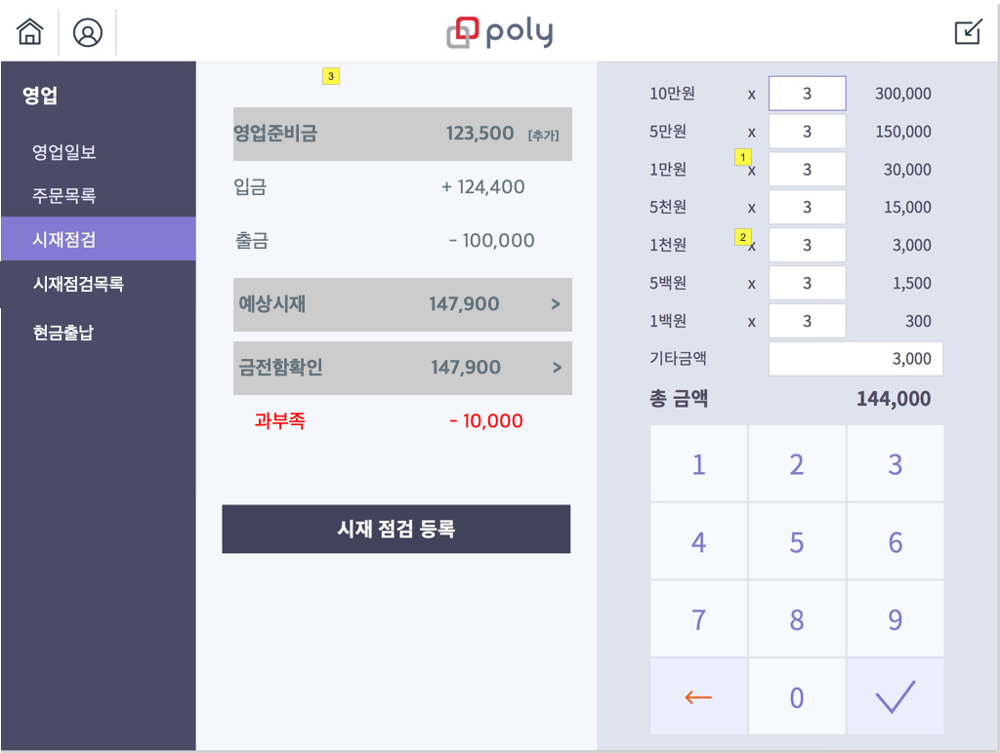 poly
영업
영업일보
주문목록
시재점검
시재점검목록
현금출납
3
영업준비금 123,500 [추가]
입금 + 124,400
출금 - 100,000
예상시재 147,900 >
금전함확인 147,900 >
과부족 - 10,000
시재 점검 등록
10만원 x 3 300,000
5만원 x 3 150,000
1
1만원 x 3 30,000
5천원 x 3 15,000
2
1천원 x 3 3,000
5백원 x 3 1,500
1백원 x 3 300
기타금액 3,000
총 금액 144,000
1 2 3
4 5 6
7 8 9
← 0